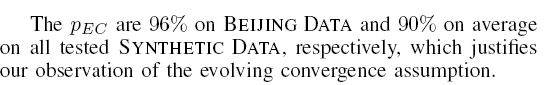 The p_EC are 96% on BEIJING DATA and 90% on average
on all tested SYNTHETIC DATA, respectively, which justifies
our observation of the evolving convergence assumption.